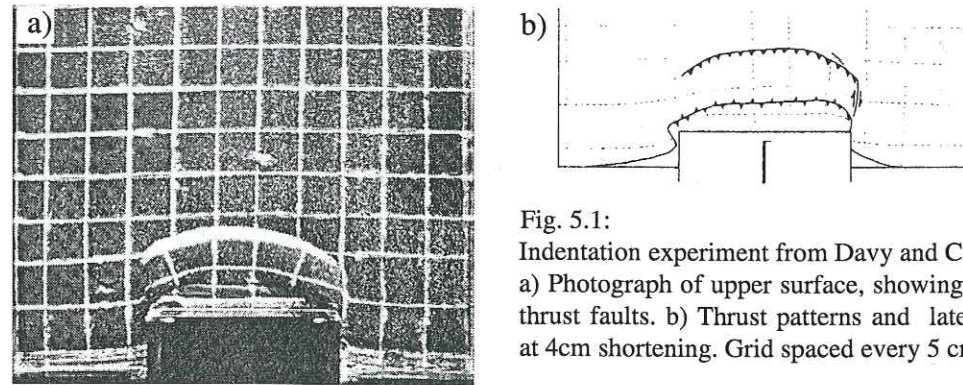 a)
b)
Fig. 5.1:
Indentation experiment from Davy and C
a) Photograph of upper surface, showing
thrust faults. b) Thrust patterns and late
at 4cm shortening. Grid spaced every 5 cm